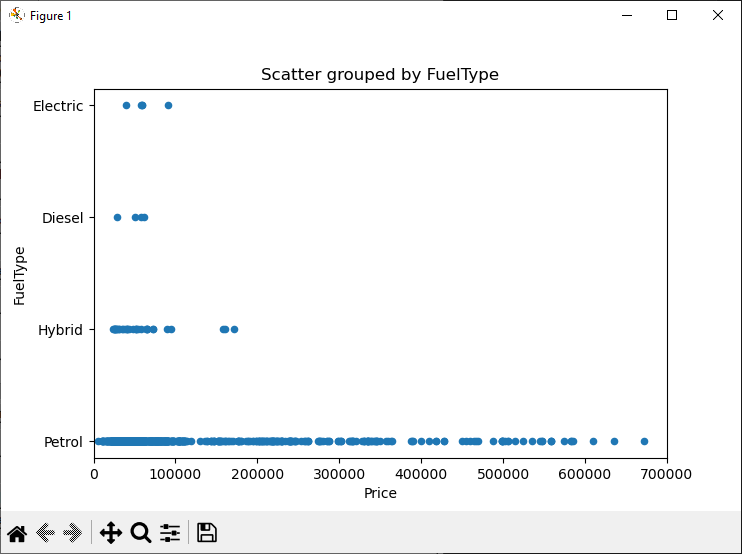 Figure 1
Scatter grouped by FuelType
Electric
Diesel
Hybrid
Petrol
FuelType
0 100000 200000 300000 400000 500000 600000 700000
Price